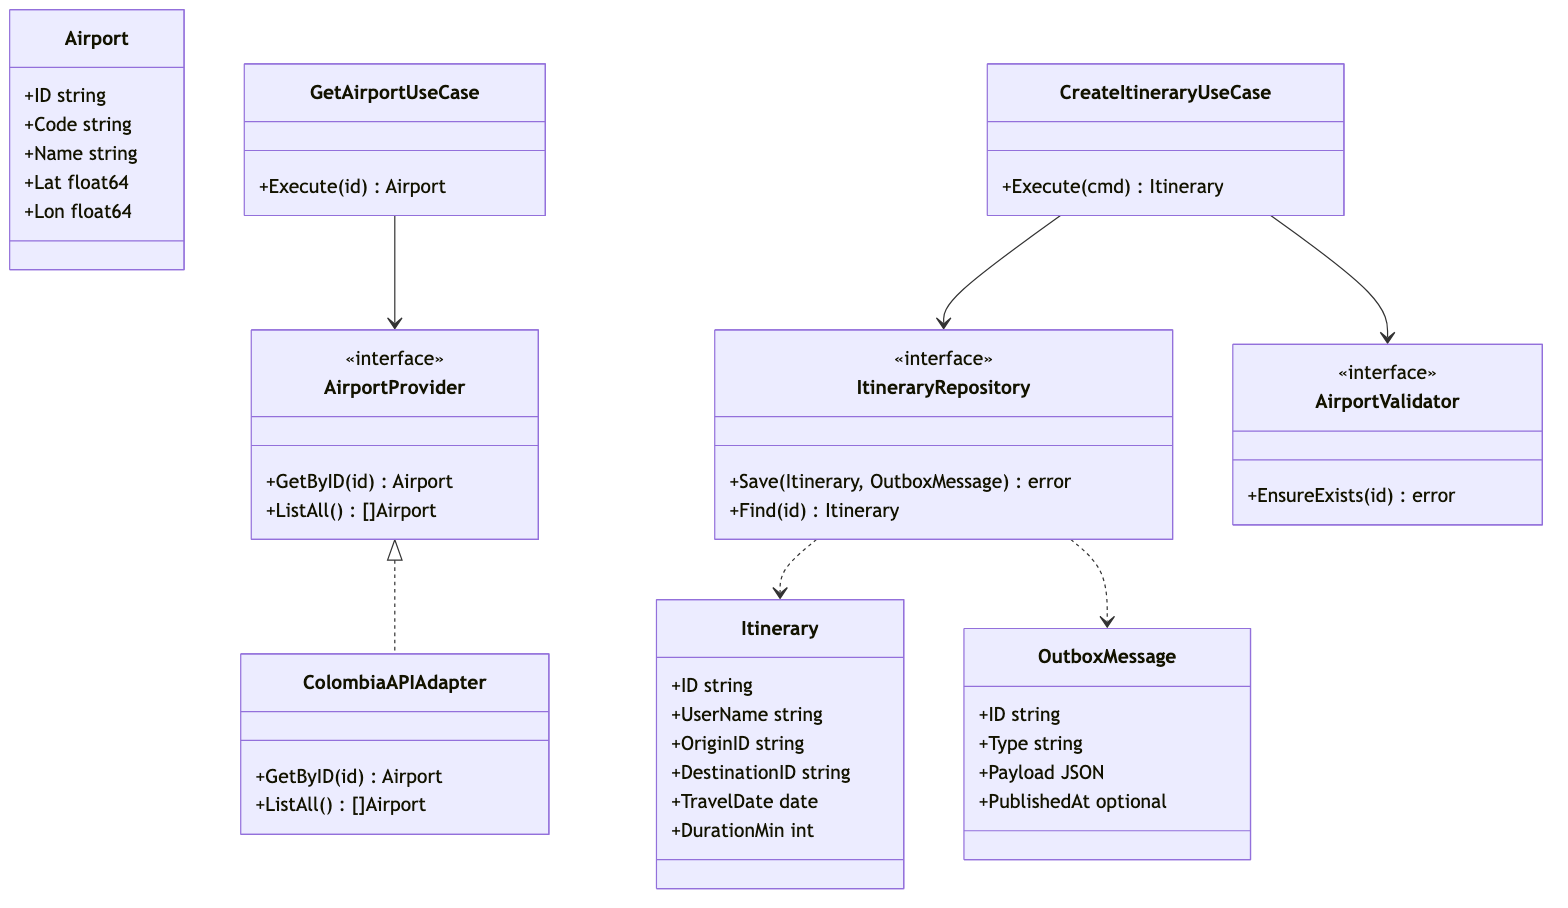 Airport
+ID string
+Code string
+Name string
+Lat float64
+Lon float64
GetAirportUseCase
+Execute(id) : Airport
CreateItineraryUseCase
+Execute(cmd) : Itinerary
«interface»
AirportProvider
+GetByID(id) : Airport
+ListAll() : []Airport
«interface»
ItineraryRepository
+Save(Itinerary, OutboxMessage) : error
+Find(id) : Itinerary
«interface»
AirportValidator
+EnsureExists(id) : error
ColombiaAPIAdapter
+GetByID(id) : Airport
+ListAll() : []Airport
Itinerary
+ID string
+UserName string
+OriginID string
+DestinationID string
+TravelDate date
+DurationMin int
OutboxMessage
+ID string
+Type string
+Payload JSON
+PublishedAt optional